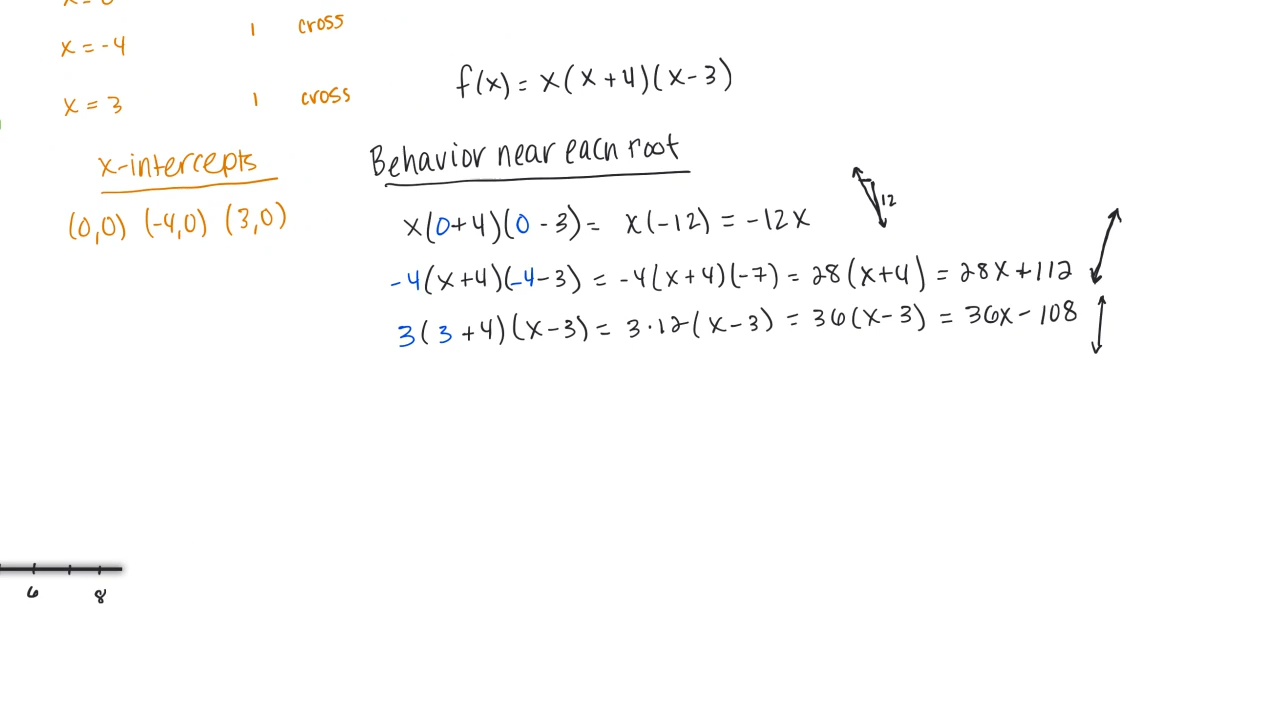 1 cross
x = -4
f(x) = x(x+4)(x-3)
x = 3 1 cross
x-intercepts
Behavior near each root
(0,0) (-4,0) (3,0)
x(0+4)(0-3) = x(-12) = -12x
12
-4(x+4)(-4-3) = -4(x+4)(-7) = 28(x+4) = 28x+112
3(3+4)(x-3) = 3·12(x-3) = 36(x-3) = 36x-108
6 8